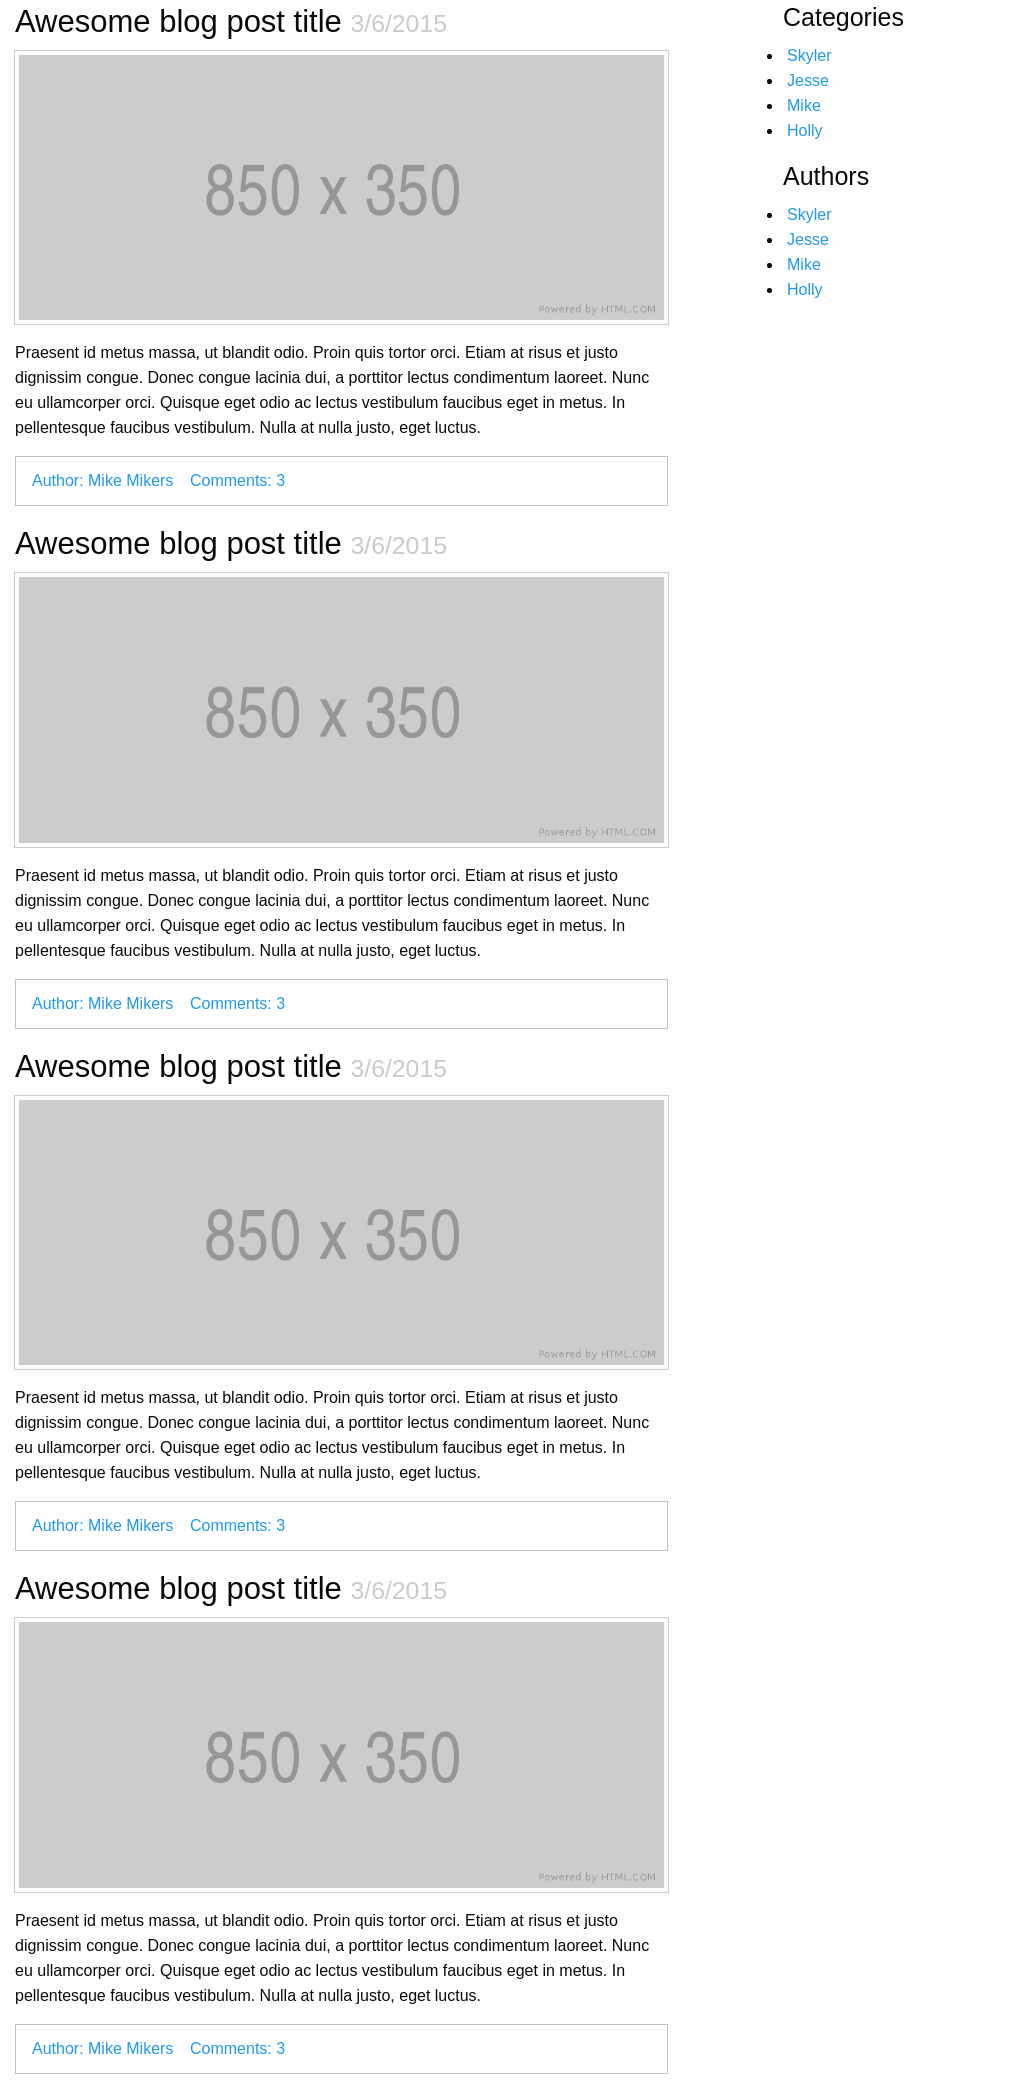 Awesome blog post title 3/6/2015
850 x 350
Powered by HTML.COM
Praesent id metus massa, ut blandit odio. Proin quis tortor orci. Etiam at risus et justo
dignissim congue. Donec congue lacinia dui, a porttitor lectus condimentum laoreet. Nunc
eu ullamcorper orci. Quisque eget odio ac lectus vestibulum faucibus eget in metus. In
pellentesque faucibus vestibulum. Nulla at nulla justo, eget luctus.
Author: Mike Mikers Comments: 3
Awesome blog post title 3/6/2015
850 x 350
Powered by HTML.COM
Praesent id metus massa, ut blandit odio. Proin quis tortor orci. Etiam at risus et justo
dignissim congue. Donec congue lacinia dui, a porttitor lectus condimentum laoreet. Nunc
eu ullamcorper orci. Quisque eget odio ac lectus vestibulum faucibus eget in metus. In
pellentesque faucibus vestibulum. Nulla at nulla justo, eget luctus.
Author: Mike Mikers Comments: 3
Awesome blog post title 3/6/2015
850 x 350
Powered by HTML.COM
Praesent id metus massa, ut blandit odio. Proin quis tortor orci. Etiam at risus et justo
dignissim congue. Donec congue lacinia dui, a porttitor lectus condimentum laoreet. Nunc
eu ullamcorper orci. Quisque eget odio ac lectus vestibulum faucibus eget in metus. In
pellentesque faucibus vestibulum. Nulla at nulla justo, eget luctus.
Author: Mike Mikers Comments: 3
Awesome blog post title 3/6/2015
850 x 350
Powered by HTML.COM
Praesent id metus massa, ut blandit odio. Proin quis tortor orci. Etiam at risus et justo
dignissim congue. Donec congue lacinia dui, a porttitor lectus condimentum laoreet. Nunc
eu ullamcorper orci. Quisque eget odio ac lectus vestibulum faucibus eget in metus. In
pellentesque faucibus vestibulum. Nulla at nulla justo, eget luctus.
Author: Mike Mikers Comments: 3
Categories
Skyler
Jesse
Mike
Holly
Authors
Skyler
Jesse
Mike
Holly